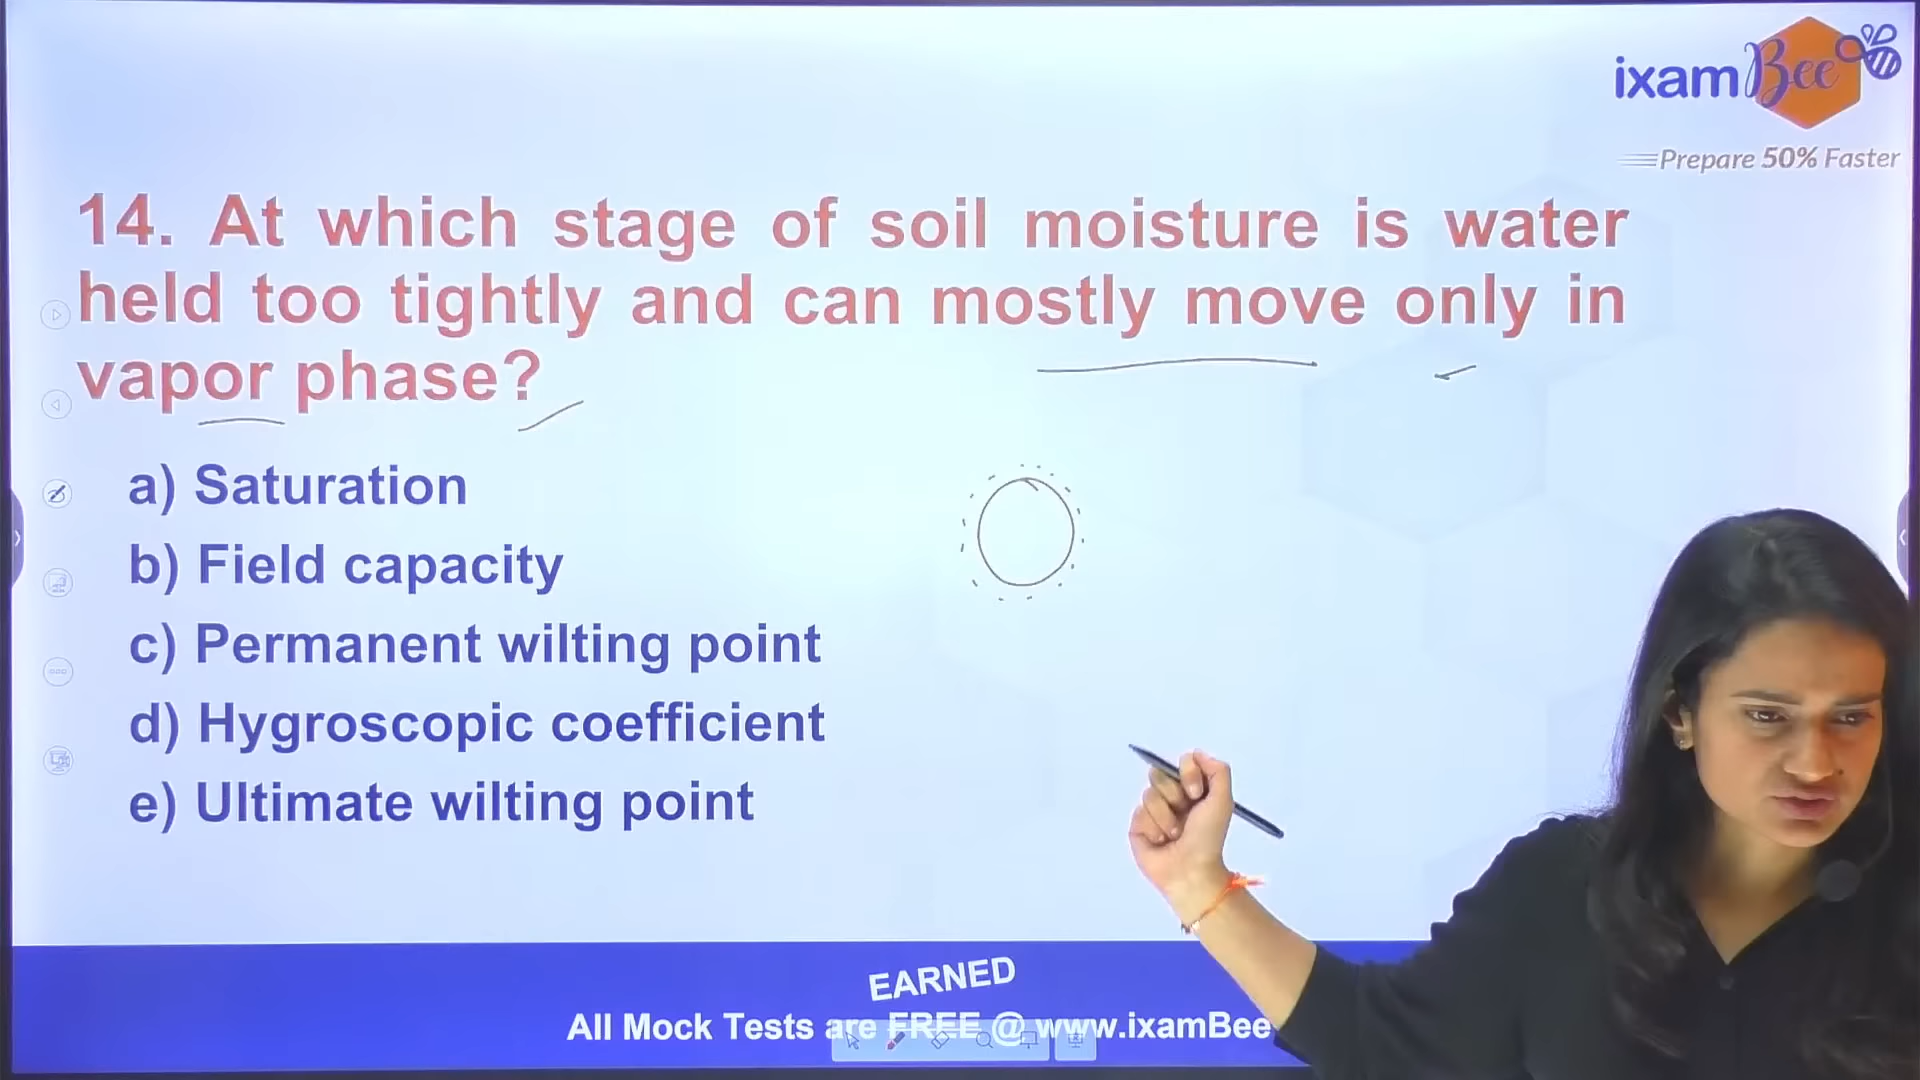 ixamBee
Prepare 50% Faster
14. At which stage of soil moisture is water
held too tightly and can mostly move only in
vapor phase?
a) Saturation
b) Field capacity
c) Permanent wilting point
d) Hygroscopic coefficient
e) Ultimate wilting point
EARNED
All Mock Tests are FREE @ www.ixamBee